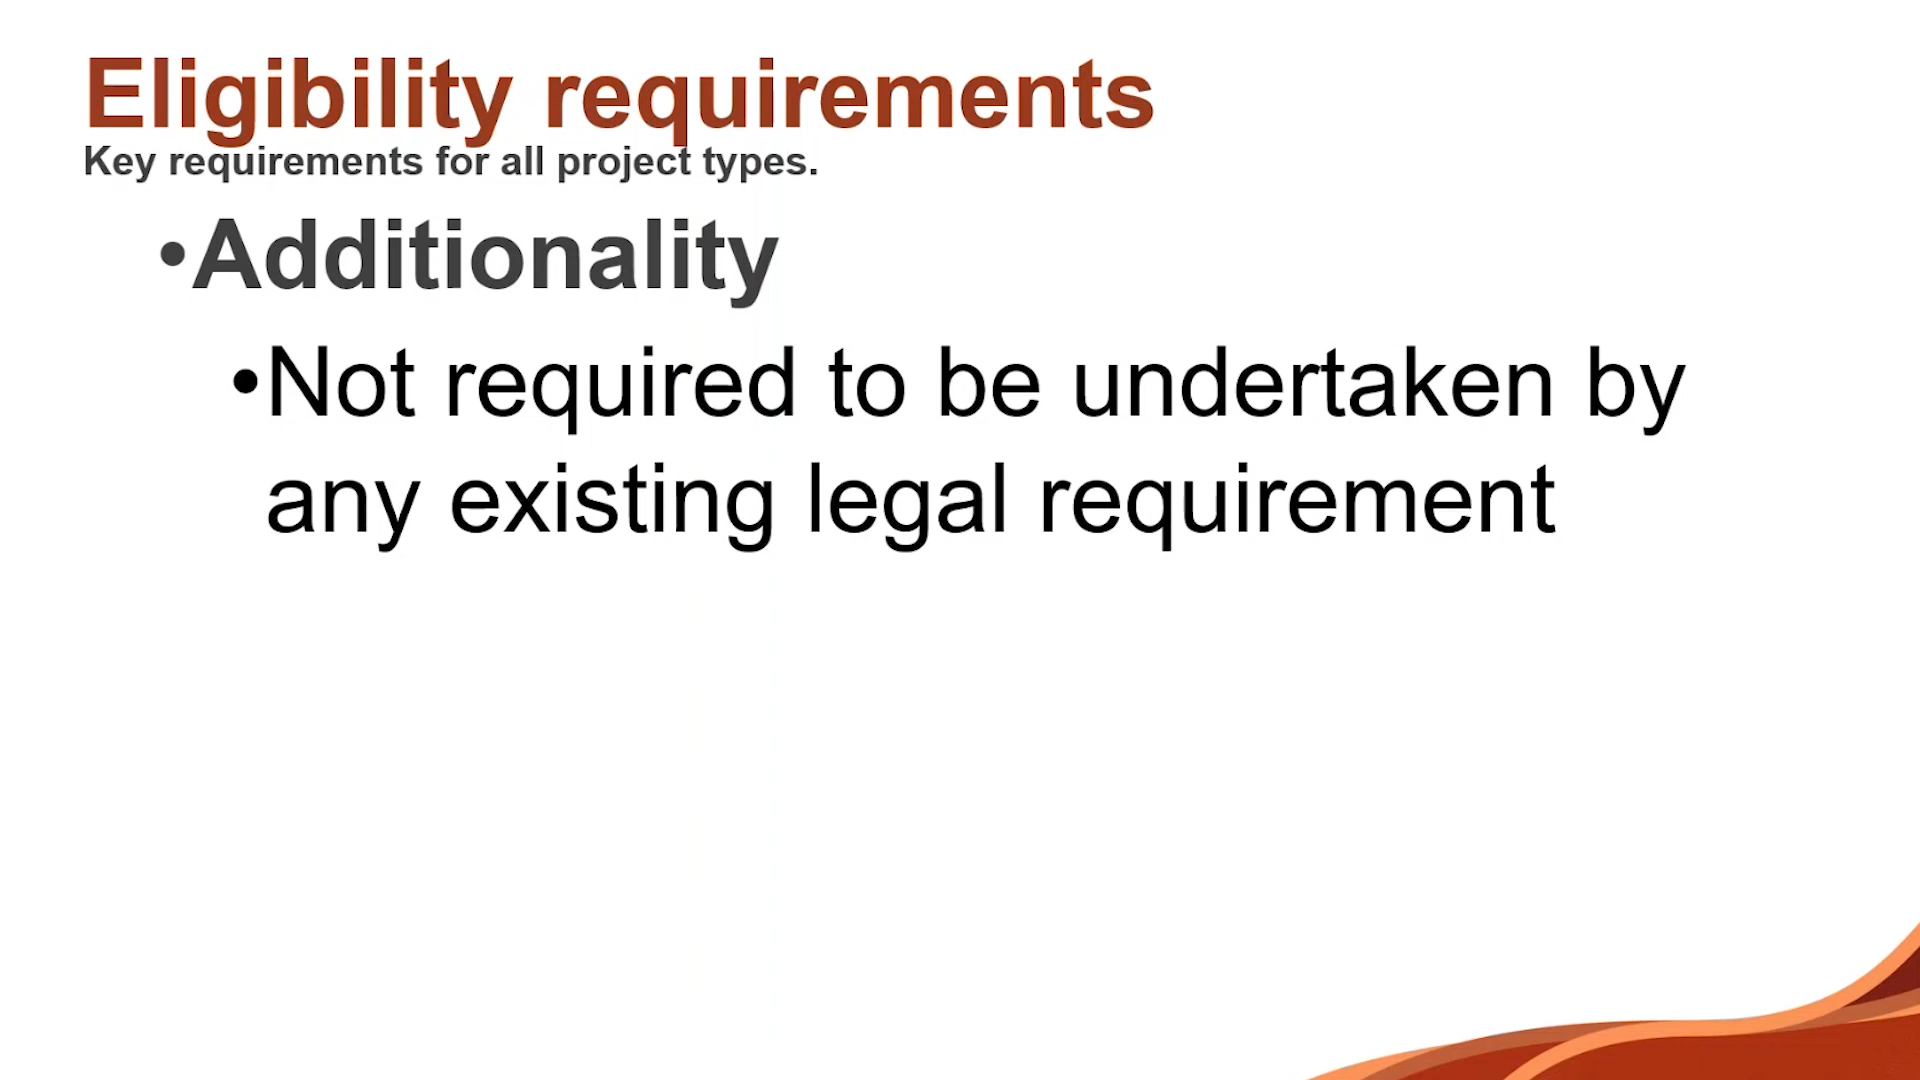 Eligibility requirements
Key requirements for all project types.
•Additionality
•Not required to be undertaken by
any existing legal requirement